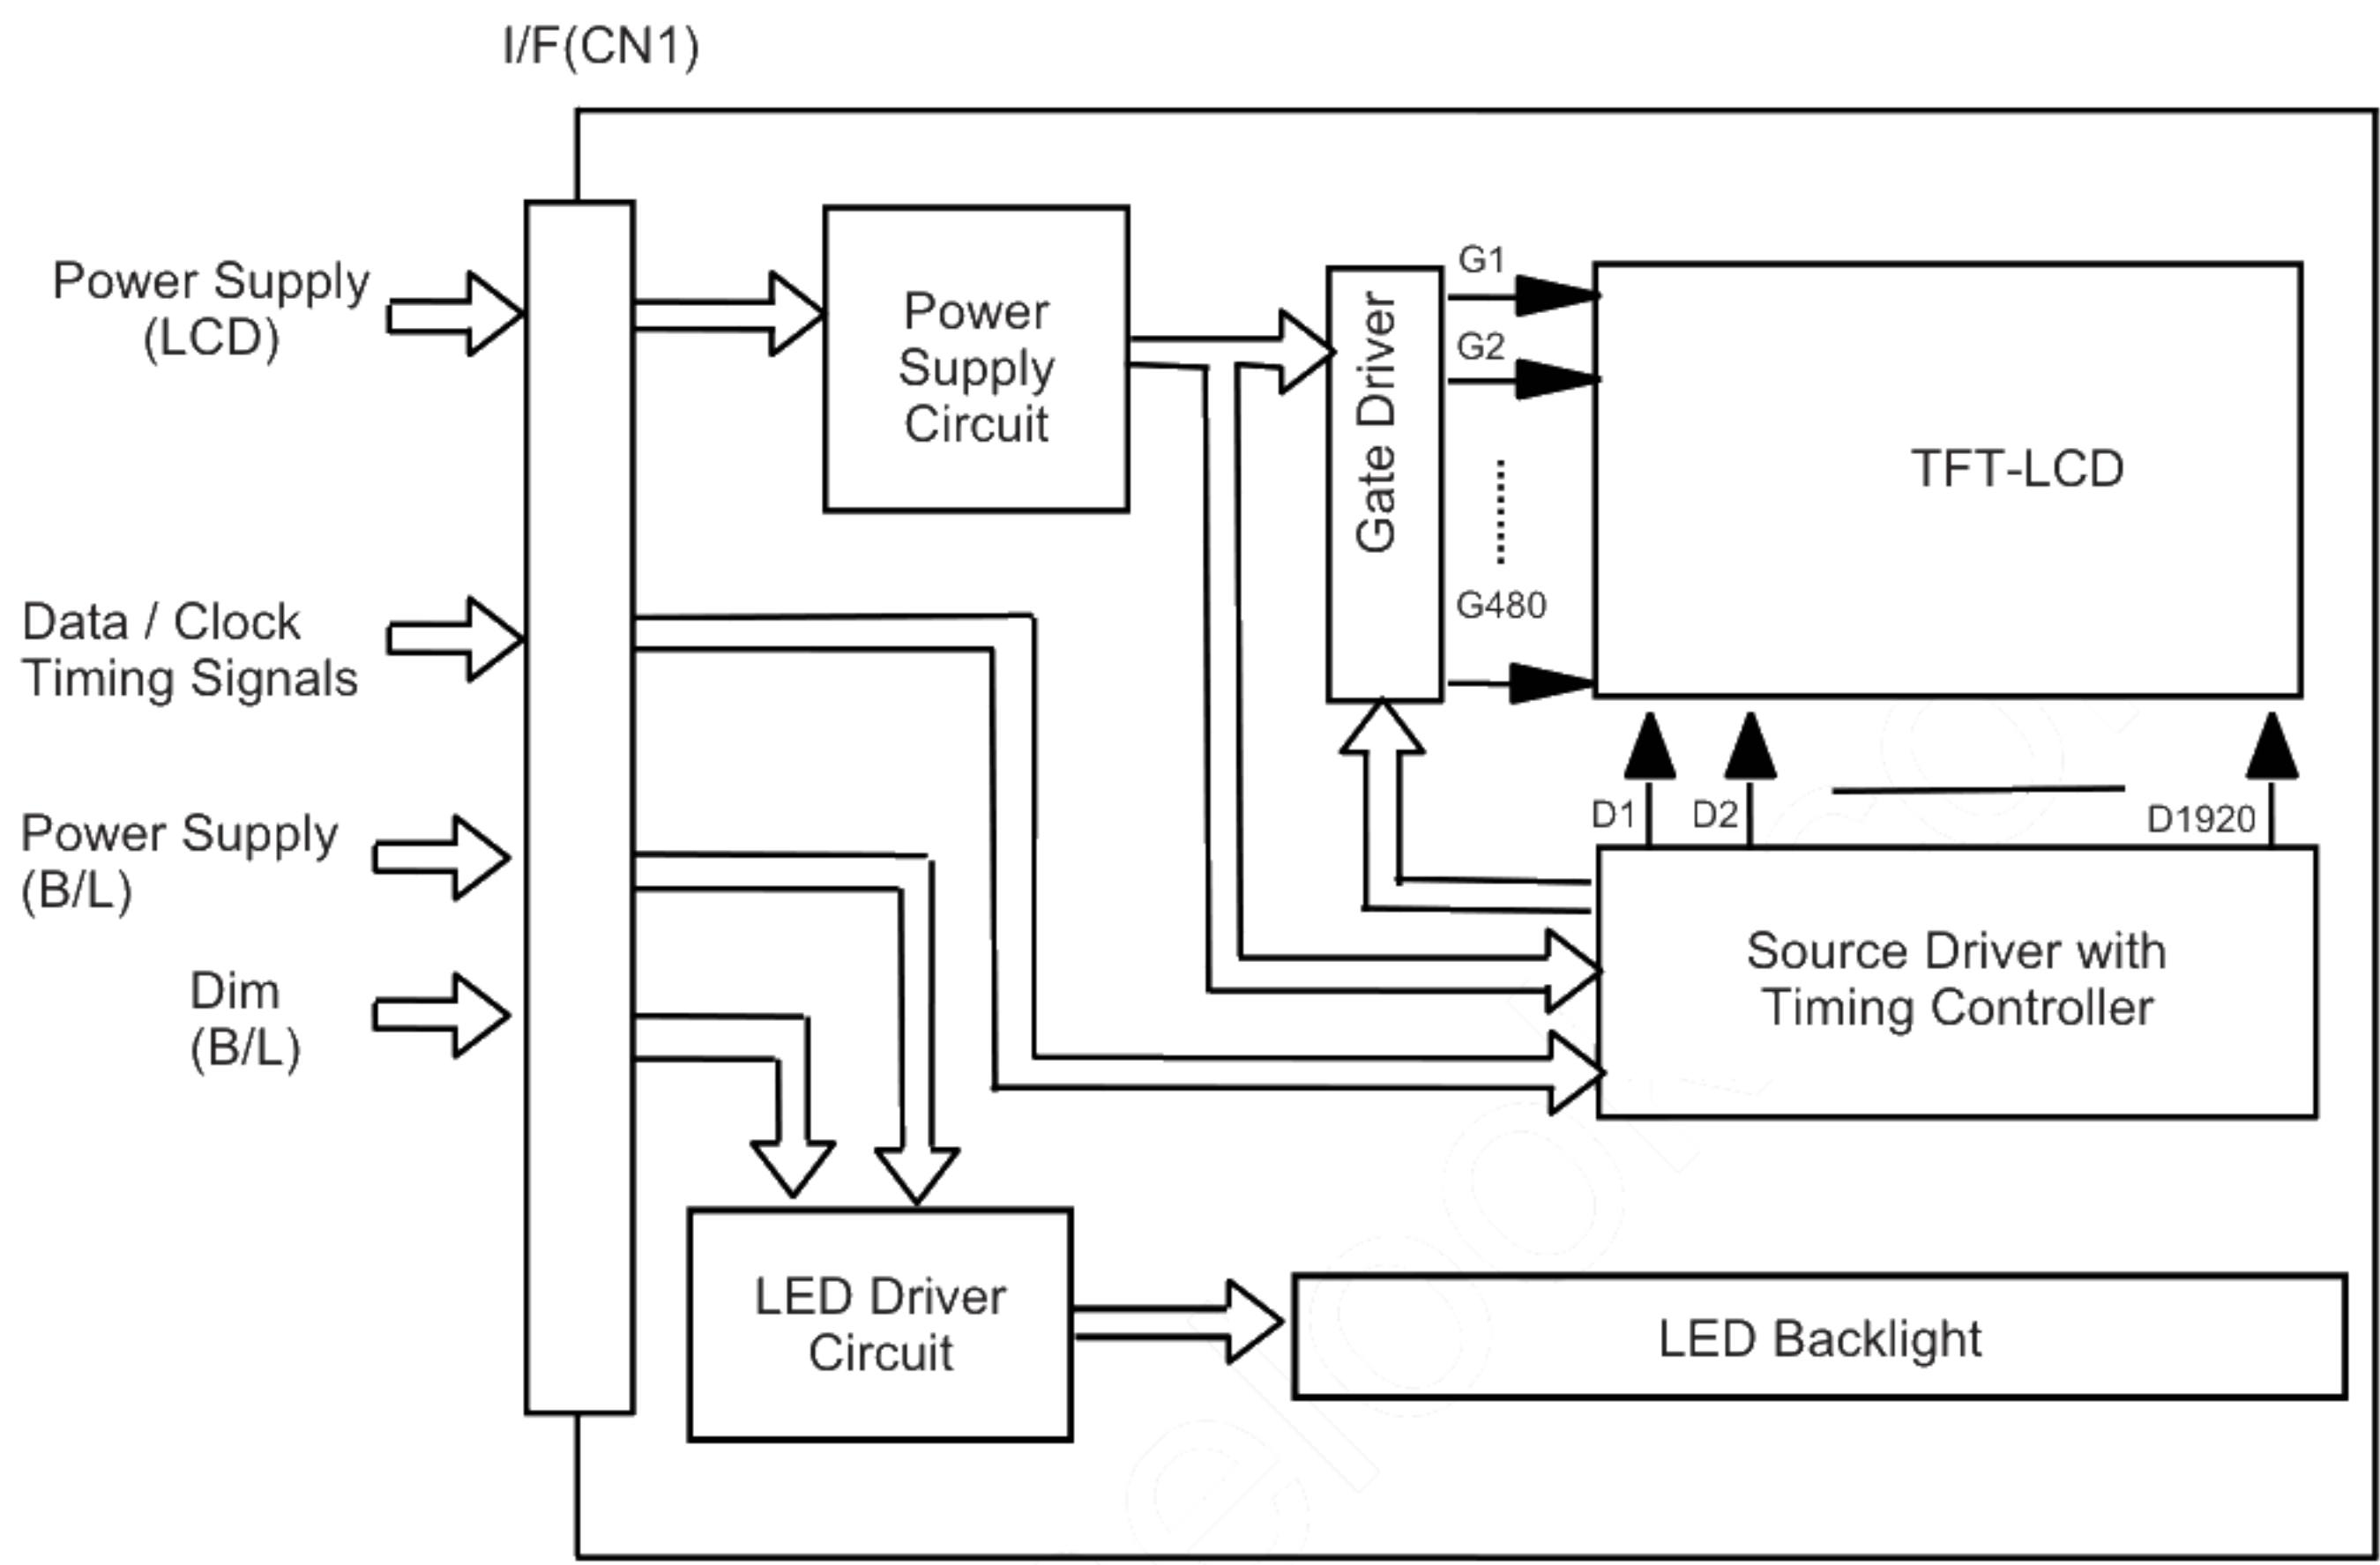 I/F(CN1)
Power Supply
(LCD)
Data / Clock
Timing Signals
Power Supply
(B/L)
Dim
(B/L)
Power
Supply
Circuit
Gate Driver
G1
G2
G480
TFT-LCD
D1
D2
D1920
Source Driver with
Timing Controller
LED Driver
Circuit
LED Backlight